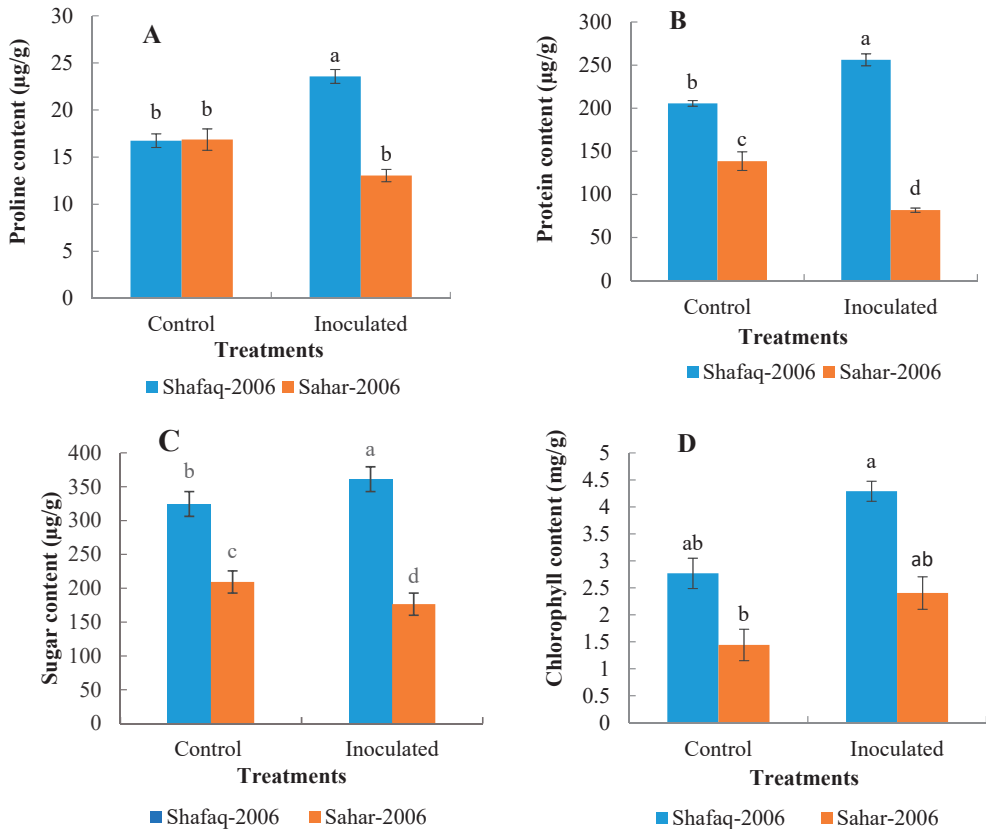 A
Proline content (µg/g)
30
25
20
15
10
5
0
b
b
a
b
Control
Inoculated
Treatments
Shafaq-2006
Sahar-2006
B
Protein content (µg/g)
300
250
200
150
100
50
0
b
c
a
d
Control
Inoculated
Treatments
Shafaq-2006
Sahar-2006
C
Sugar content (µg/g)
400
350
300
250
200
150
100
50
0
b
c
a
d
Control
Inoculated
Treatments
Shafaq-2006
Sahar-2006
D
Chlorophyll content (mg/g)
5
4.5
4
3.5
3
2.5
2
1.5
1
0.5
0
ab
b
a
ab
Control
Inoculated
Treatments
Shafaq-2006
Sahar-2006